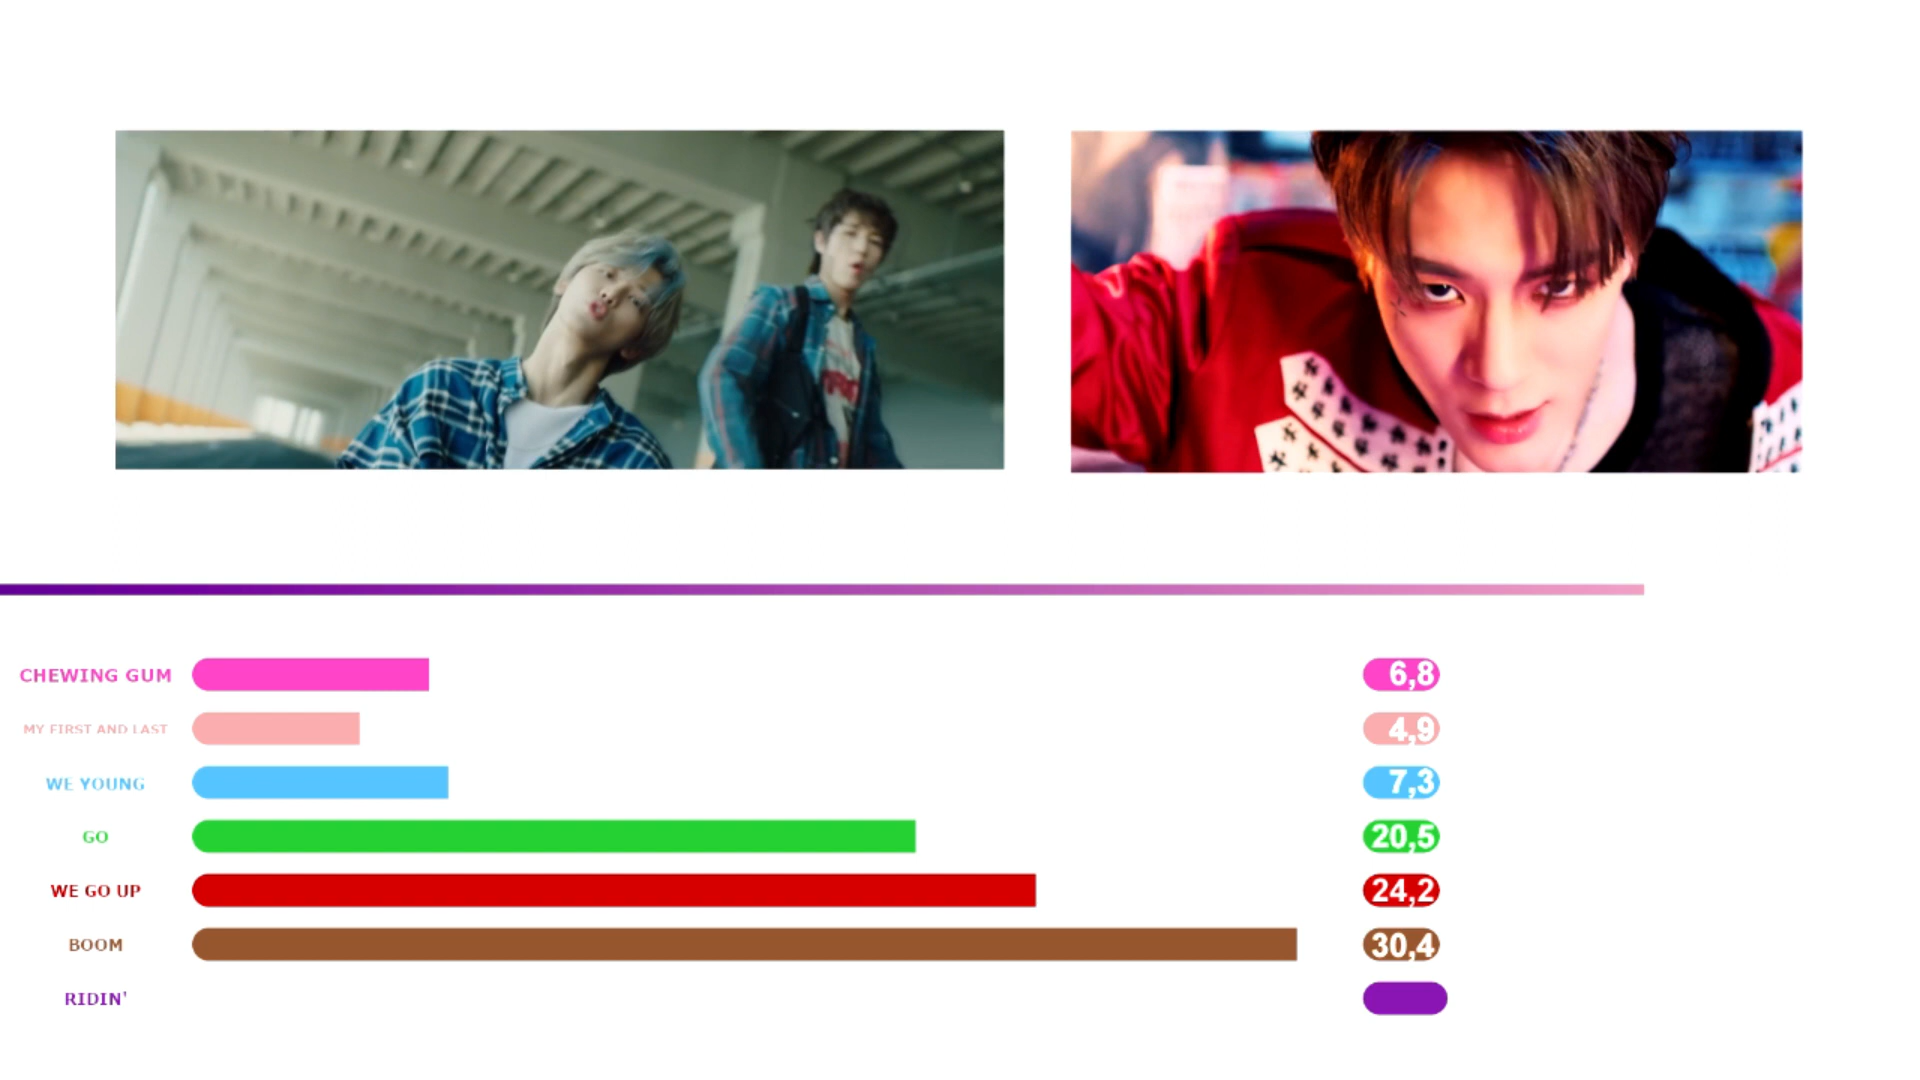 CHEWING GUM 6,8
MY FIRST AND LAST 4,9
WE YOUNG 7,3
GO 20,5
WE GO UP 24,2
BOOM 30,4
RIDIN'